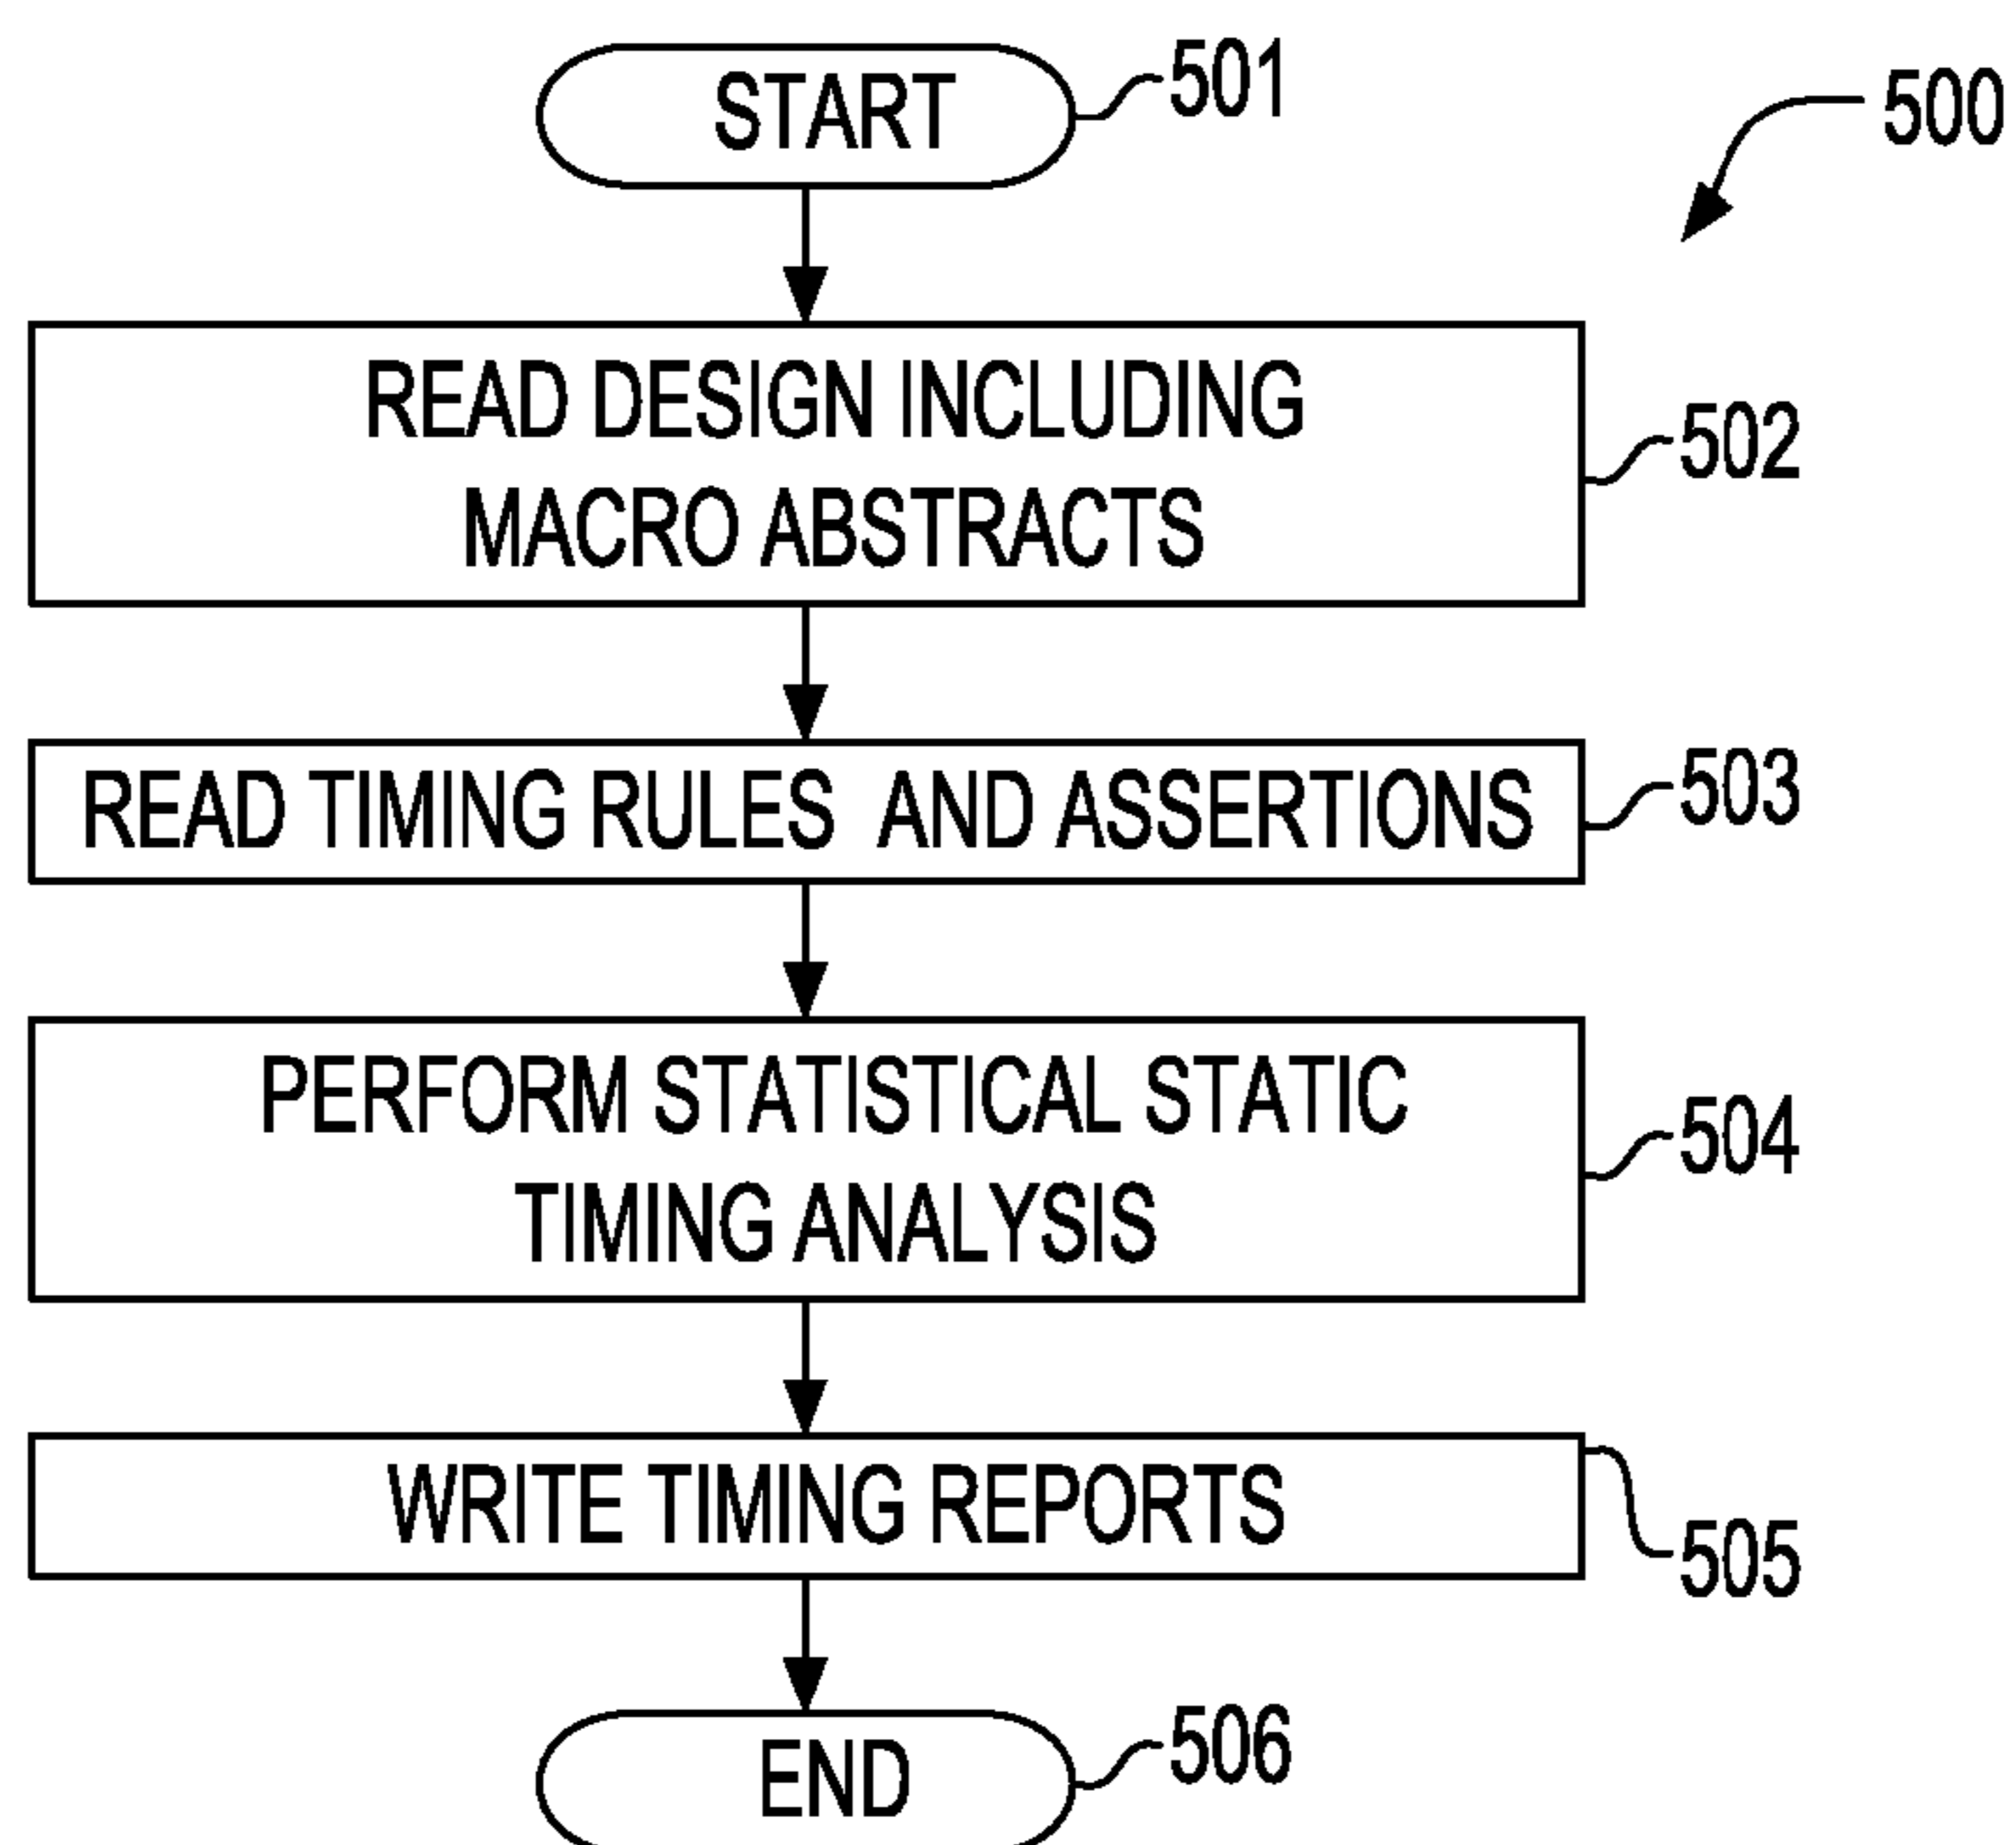 START
501
500
READ DESIGN INCLUDING
MACRO ABSTRACTS
502
READ TIMING RULES AND ASSERTIONS
503
PERFORM STATISTICAL STATIC
TIMING ANALYSIS
504
WRITE TIMING REPORTS
505
END
506